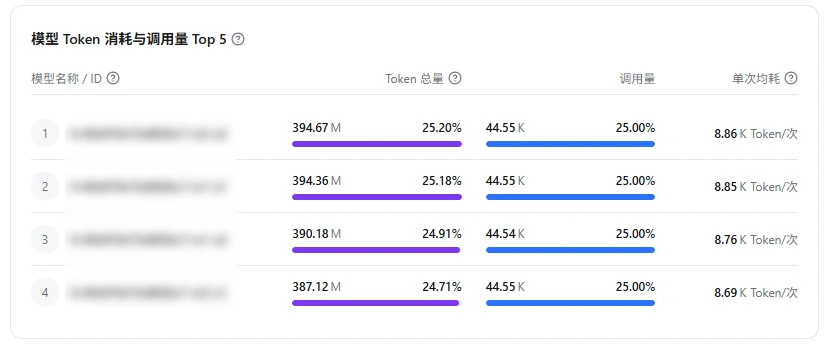 模型 Token 消耗与调用量 Top 5 ?
模型名称 / ID ? Token 总量 ? 调用量 单次均耗 ?
1 394.67 M 25.20% 44.55 K 25.00% 8.86 K Token/次
2 394.36 M 25.18% 44.55 K 25.00% 8.85 K Token/次
3 390.18 M 24.91% 44.54 K 25.00% 8.76 K Token/次
4 387.12 M 24.71% 44.55 K 25.00% 8.69 K Token/次